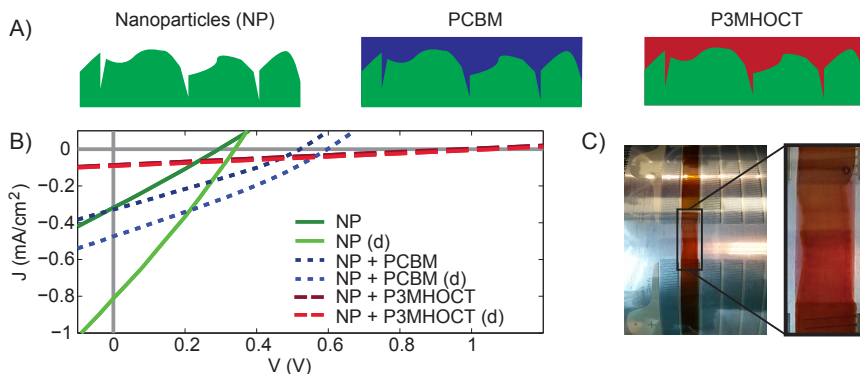 A)
Nanoparticles (NP)
PCBM
P3MHOCT
B)
C)
0
−0.2
−0.4
−0.6
−0.8
−1
J (mA/cm²)
NP
NP (d)
NP + PCBM
NP + PCBM (d)
NP + P3MHOCT
NP + P3MHOCT (d)
0
0.2
0.4
0.6
0.8
1
V (V)